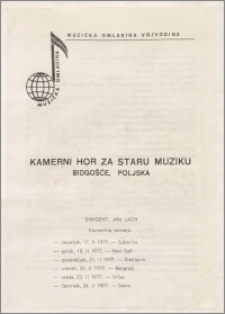 MUZIČKA OMLADINA VOJVODINE
MUZIČKA OMLADINA
KAMERNI HOR ZA STARU MUZIKU
BIDGOŠĆE, POLJSKA
DIRIGENT: JAN LACH
Koncertna turneja
— četvrtak, 17. II 1977. — Subotica
— petak, 18. II 1977. — Novi Sad
— ponedeljak, 21. II 1977. — Zrenjanin
— utorak, 22. II 1977. — Beograd
— sreda, 23. II 1977. — Vršac
— četvrtak, 24. II 1977. — Senta